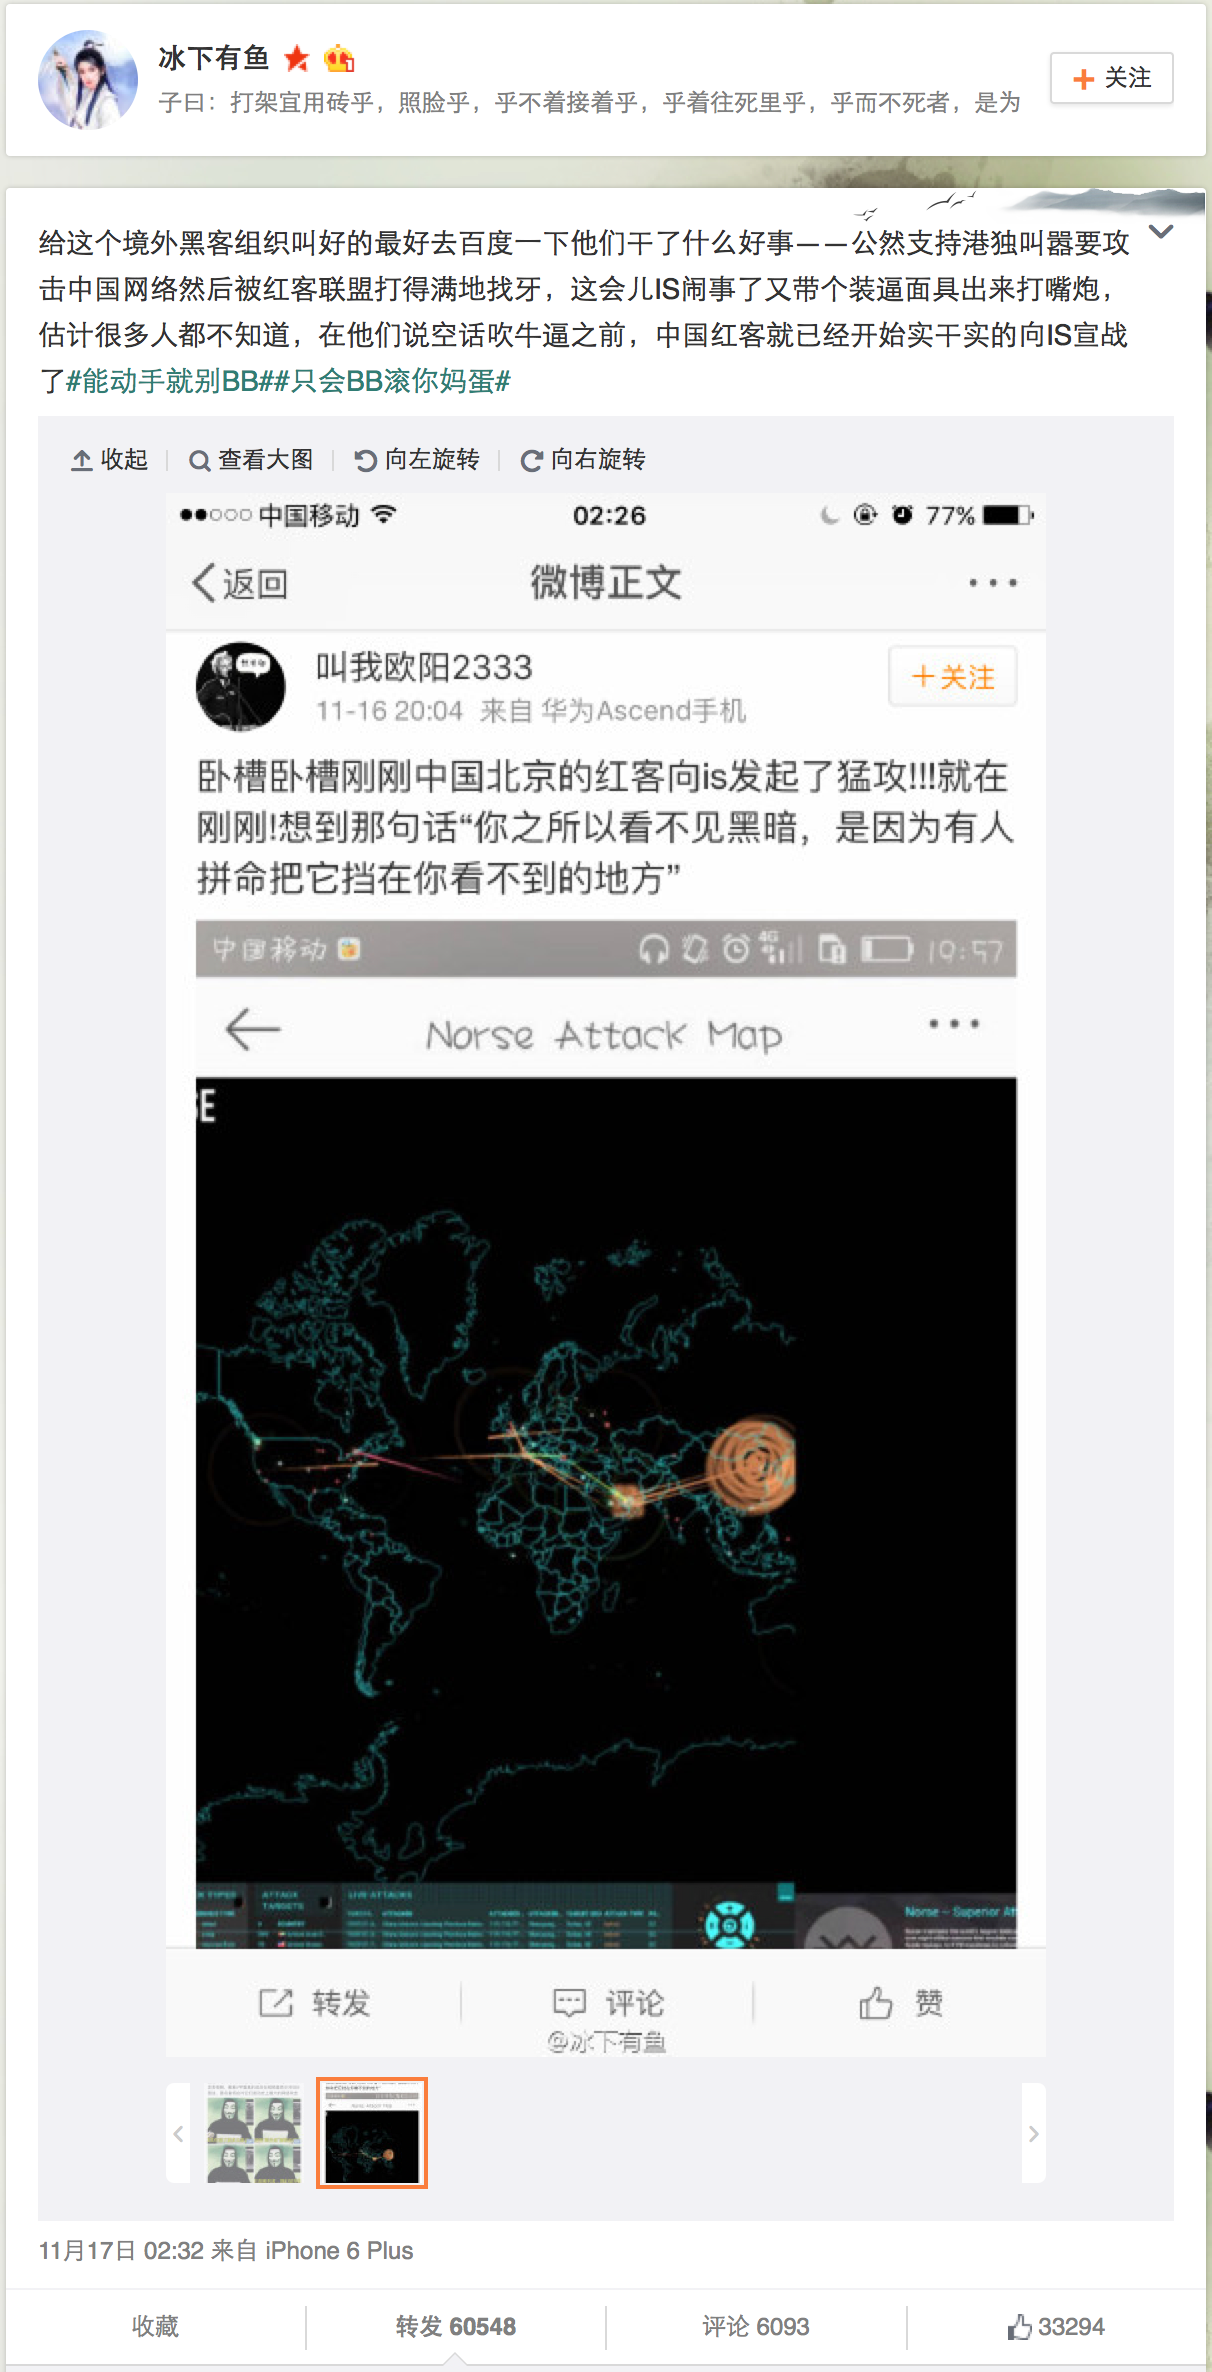 冰下有鱼
子曰：打架宜用砖乎，照脸乎，乎不着接着乎，乎着往死里乎，乎而不死者，是为
关注
给这个境外黑客组织叫好的最好去百度一下他们干了什么好事——公然支持港独叫嚣要攻
击中国网络然后被红客联盟打得满地找牙，这会儿IS闹事了又带个装逼面具出来打嘴炮，
估计很多人都不知道，在他们说空话吹牛逼之前，中国红客就已经开始实干实的向IS宣战
了#能动手就别BB##只会BB滚你妈蛋#
收起 查看大图 向左旋转 向右旋转
中国移动 02:26 77%
返回 微博正文
叫我欧阳2333
11-16 20:04 来自 华为Ascend手机
+关注
卧槽卧槽刚刚中国北京的红客向is发起了猛攻!!!就在
刚刚!想到那句话“你之所以看不见黑暗，是因为有人
拼命把它挡在你看不到的地方”
中国移动 4G 19:57
Norse Attack Map
SE
ATTACK TARGETS
LIVE ATTACKS
Norse – Superior At
转发 评论 赞
@冰下有鱼
11月17日 02:32 来自 iPhone 6 Plus
收藏 转发 60548 评论 6093 33294